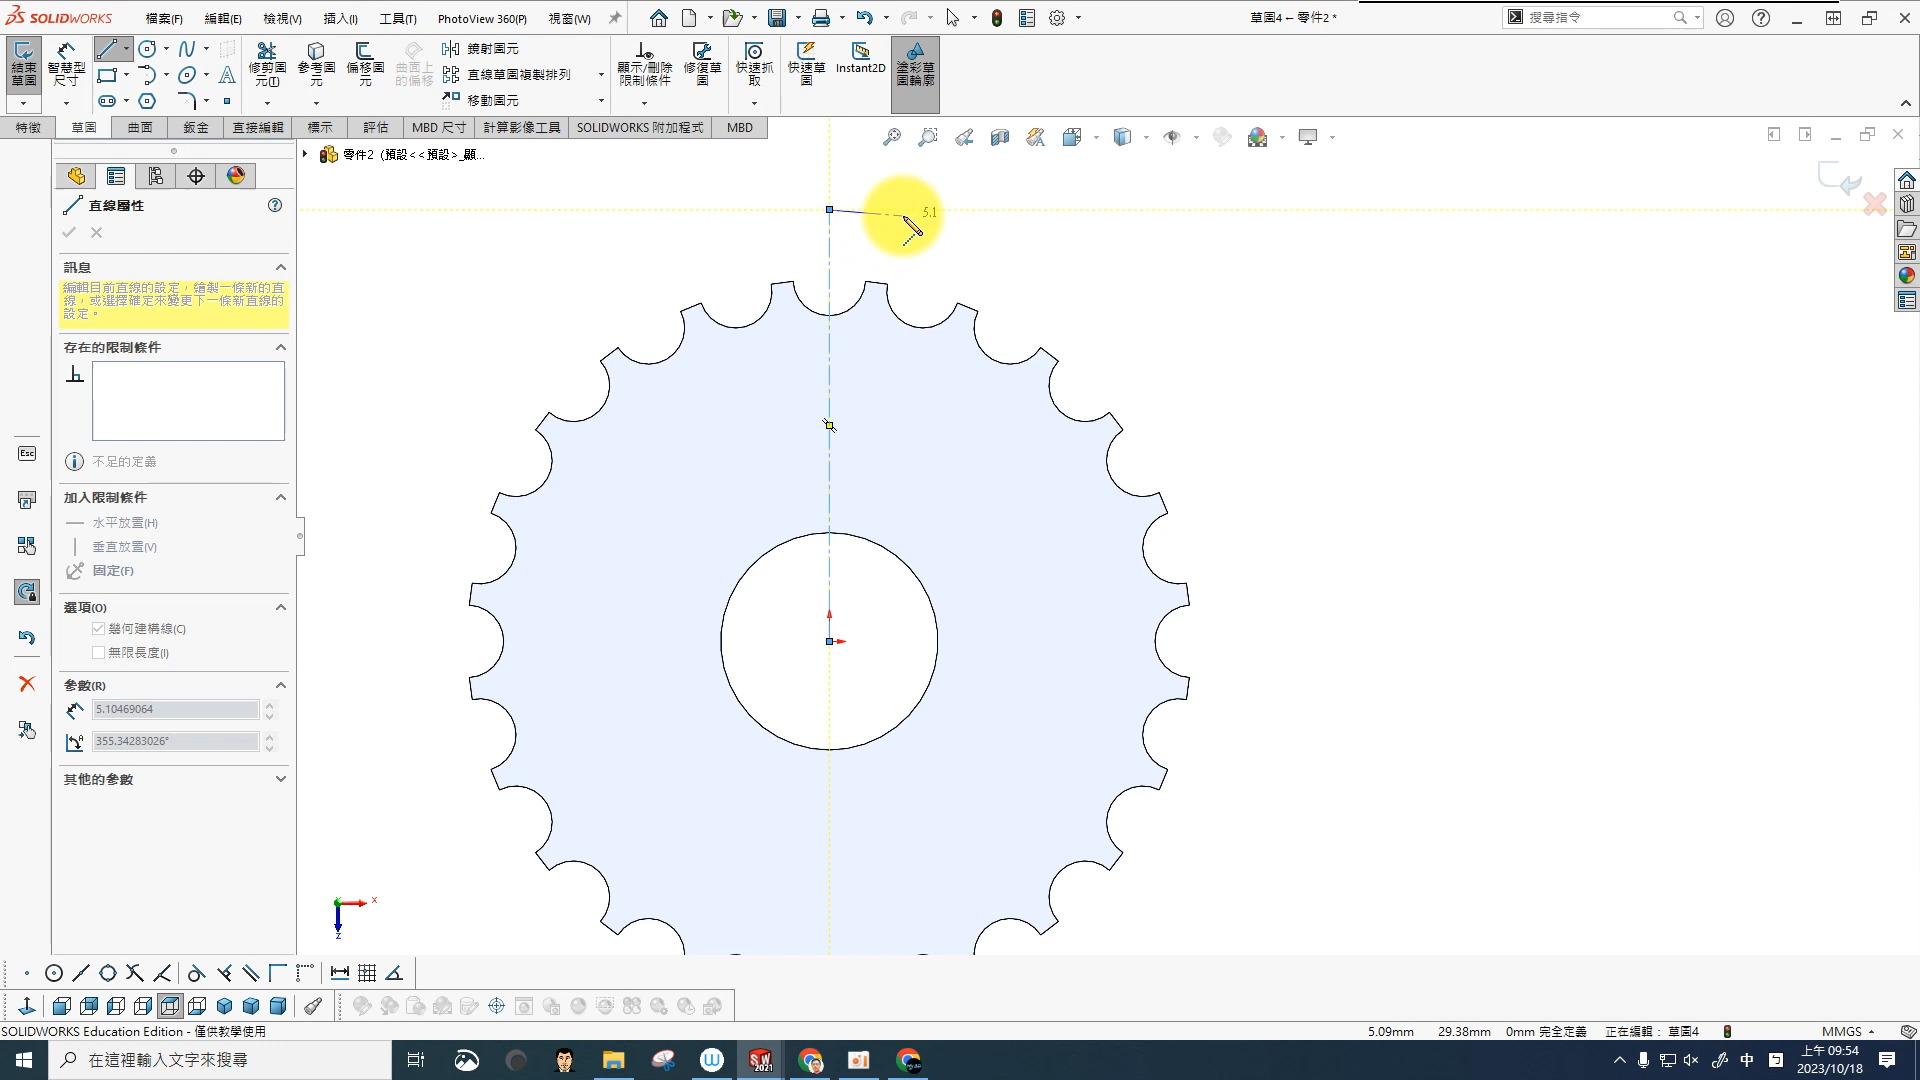 SOLIDWORKS
檔案(F) 編輯(E) 檢視(V) 插入(I) 工具(T) PhotoView 360(P) 視窗(W)
草圖4 ← 零件2 *
搜尋指令
結束草圖
智慧型尺寸
修剪圖元(T)
參考圖元
偏移圖元
曲面上的偏移
鏡射圖元
直線草圖複製排列
移動圖元
顯示/刪除限制條件
修復草圖
快速抓取
快速草圖
Instant2D
塗彩草圖輪廓
特徵 草圖 曲面 鈑金 直接編輯 標示 評估 MBD 尺寸 計算影像工具 SOLIDWORKS 附加程式 MBD
零件2 (預設<<預設>_顯...
直線屬性
訊息
編輯目前直線的設定，繪製一條新的直線，或選擇確定來變更下一條新直線的設定。
存在的限制條件
不足的定義
加入限制條件
水平放置(H)
垂直放置(V)
固定(F)
選項(O)
幾何建構線(C)
無限長度(I)
參數(R)
5.10469064
355.34283026°
其他的參數
Esc
5.1
x
z
SOLIDWORKS Education Edition - 僅供教學使用
5.09mm 29.38mm 0mm 完全定義 正在編輯： 草圖4 MMGS
在這裡輸入文字來搜尋
SW 2021
中
上午 09:54
2023/10/18